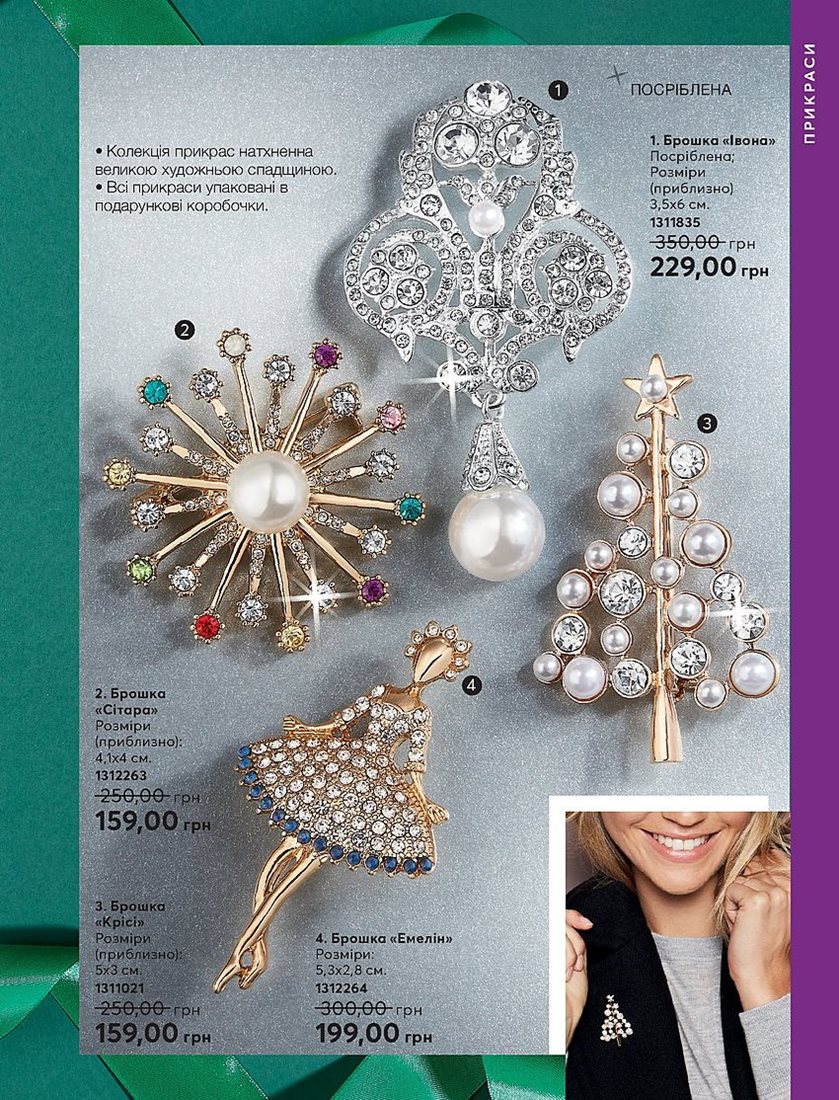 ПРИКРАСИ
1
ПОСРІБЛЕНА
• Колекція прикрас натхненна
великою художньою спадщиною.
• Всі прикраси упаковані в
подарункові коробочки.
1. Брошка «Івона»
Посріблена;
Розміри
(приблизно)
3,5х6 см.
1311835
350,00 грн
229,00 грн
2
3
4
2. Брошка
«Сітара»
Розміри
(приблизно):
4,1х4 см.
1312263
250,00 грн
159,00 грн
3. Брошка
«Крісі»
Розміри
(приблизно):
5х3 см.
1311021
250,00 грн
159,00 грн
4. Брошка «Емелін»
Розміри:
5,3х2,8 см.
1312264
300,00 грн
199,00 грн